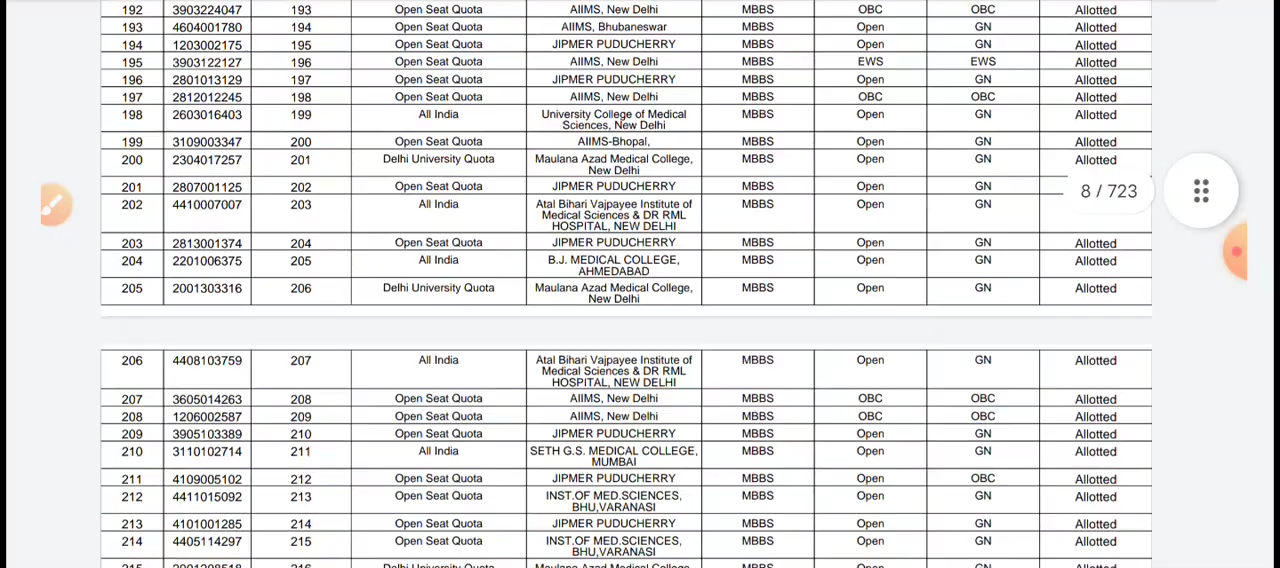 192 3903224047 193 Open Seat Quota AIIMS, New Delhi MBBS OBC OBC Allotted
193 4604001780 194 Open Seat Quota AIIMS, Bhubaneswar MBBS Open GN Allotted
194 1203002175 195 Open Seat Quota JIPMER PUDUCHERRY MBBS Open GN Allotted
195 3903122127 196 Open Seat Quota AIIMS, New Delhi MBBS EWS EWS Allotted
196 2801013129 197 Open Seat Quota JIPMER PUDUCHERRY MBBS Open GN Allotted
197 2812012245 198 Open Seat Quota AIIMS, New Delhi MBBS OBC OBC Allotted
198 2603016403 199 All India University College of Medical MBBS Open GN Allotted
Sciences, New Delhi
199 3109003347 200 Open Seat Quota AIIMS-Bhopal, MBBS Open GN Allotted
200 2304017257 201 Delhi University Quota Maulana Azad Medical College, MBBS Open GN Allotted
New Delhi
201 2807001125 202 Open Seat Quota JIPMER PUDUCHERRY MBBS Open GN
8 / 723
202 4410007007 203 All India Atal Bihari Vajpayee Institute of MBBS Open GN Allotted
Medical Sciences & DR RML
HOSPITAL, NEW DELHI
203 2813001374 204 Open Seat Quota JIPMER PUDUCHERRY MBBS Open GN Allotted
204 2201006375 205 All India B.J. MEDICAL COLLEGE, MBBS Open GN Allotted
AHMEDABAD
205 2001303316 206 Delhi University Quota Maulana Azad Medical College, MBBS Open GN Allotted
New Delhi
206 4408103759 207 All India Atal Bihari Vajpayee Institute of MBBS Open GN Allotted
Medical Sciences & DR RML
HOSPITAL, NEW DELHI
207 3605014263 208 Open Seat Quota AIIMS, New Delhi MBBS OBC OBC Allotted
208 1206002587 209 Open Seat Quota AIIMS, New Delhi MBBS OBC OBC Allotted
209 3905103389 210 Open Seat Quota JIPMER PUDUCHERRY MBBS Open GN Allotted
210 3110102714 211 All India SETH G.S. MEDICAL COLLEGE, MBBS Open GN Allotted
MUMBAI
211 4109005102 212 Open Seat Quota JIPMER PUDUCHERRY MBBS Open OBC Allotted
212 4411015092 213 Open Seat Quota INST.OF MED.SCIENCES, MBBS Open GN Allotted
BHU,VARANASI
213 4101001285 214 Open Seat Quota JIPMER PUDUCHERRY MBBS Open GN Allotted
214 4405114297 215 Open Seat Quota INST.OF MED.SCIENCES, MBBS Open GN Allotted
BHU,VARANASI
Delhi University Quota Maulana Azad Medical College MBBS Open GN Allotted